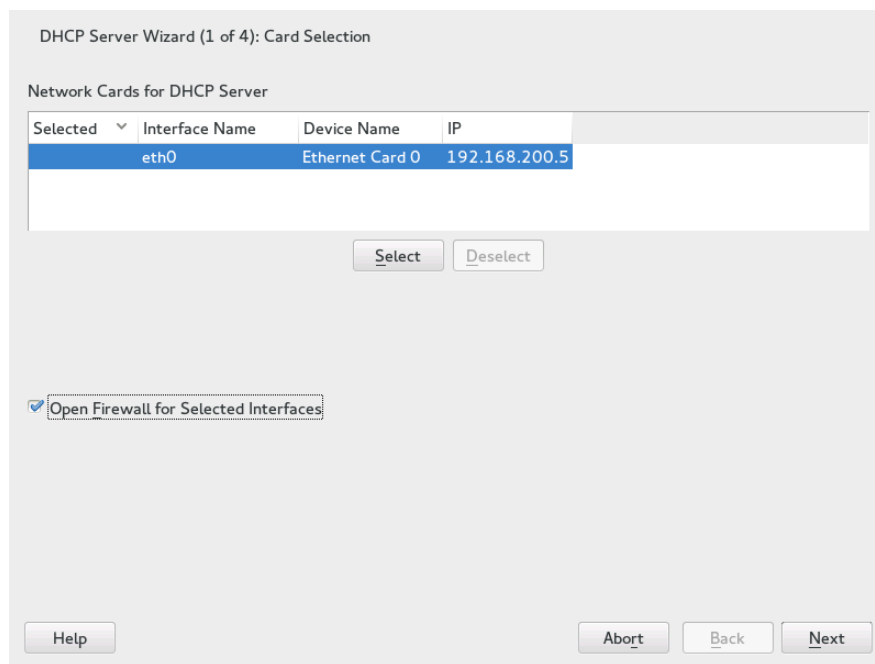 DHCP Server Wizard (1 of 4): Card Selection
Network Cards for DHCP Server
Selected Interface Name Device Name IP
eth0 Ethernet Card 0 192.168.200.5
Select Deselect
Open Firewall for Selected Interfaces
Help Abort Back Next